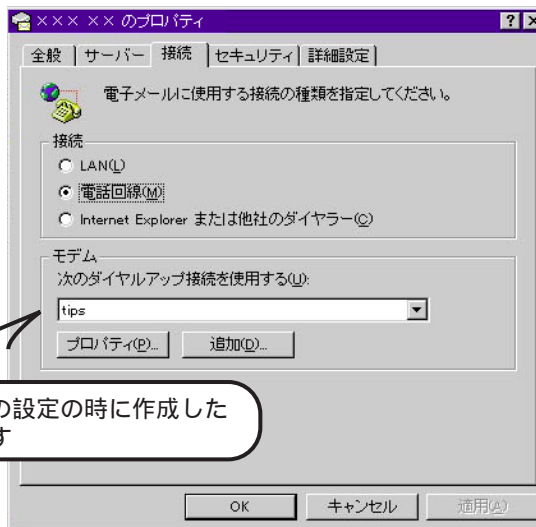 ××× ×× のプロパティ
全般 サーバー 接続 セキュリティ 詳細設定
電子メールに使用する接続の種類を指定してください。
接続
LAN(L)
電話回線(M)
Internet Explorer または他社のダイヤラー(C)
モデム
次のダイヤルアップ接続を使用する(U):
tips
プロパティ(P)... 追加(D)...
の設定の時に作成した
す
OK キャンセル 適用(A)